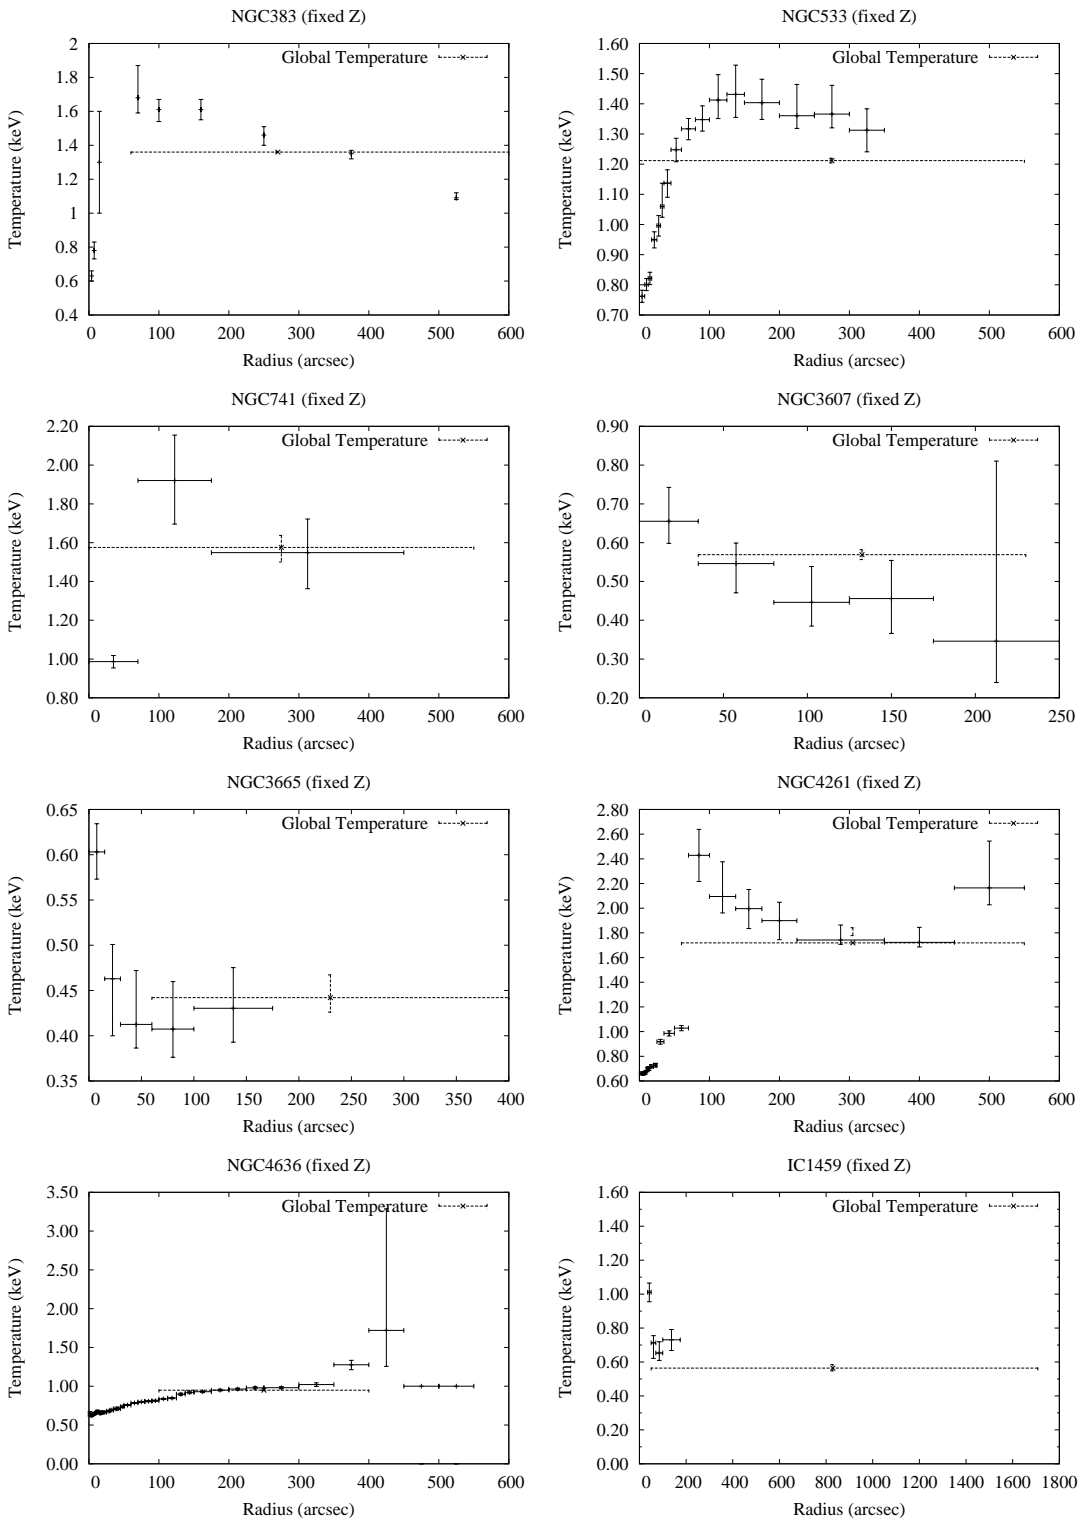 NGC383 (fixed Z)
Global Temperature
Temperature (keV)
2
1.8
1.6
1.4
1.2
1
0.8
0.6
0.4
0 100 200 300 400 500 600
Radius (arcsec)
NGC533 (fixed Z)
Global Temperature
Temperature (keV)
1.60
1.50
1.40
1.30
1.20
1.10
1.00
0.90
0.80
0.70
0 100 200 300 400 500 600
Radius (arcsec)
NGC741 (fixed Z)
Global Temperature
Temperature (keV)
2.20
2.00
1.80
1.60
1.40
1.20
1.00
0.80
0 100 200 300 400 500 600
Radius (arcsec)
NGC3607 (fixed Z)
Global Temperature
Temperature (keV)
0.90
0.80
0.70
0.60
0.50
0.40
0.30
0.20
0 50 100 150 200 250
Radius (arcsec)
NGC3665 (fixed Z)
Global Temperature
Temperature (keV)
0.65
0.60
0.55
0.50
0.45
0.40
0.35
0 50 100 150 200 250 300 350 400
Radius (arcsec)
NGC4261 (fixed Z)
Global Temperature
Temperature (keV)
2.80
2.60
2.40
2.20
2.00
1.80
1.60
1.40
1.20
1.00
0.80
0.60
0 100 200 300 400 500 600
Radius (arcsec)
NGC4636 (fixed Z)
Global Temperature
Temperature (keV)
3.50
3.00
2.50
2.00
1.50
1.00
0.50
0.00
0 100 200 300 400 500 600
Radius (arcsec)
IC1459 (fixed Z)
Global Temperature
Temperature (keV)
1.60
1.40
1.20
1.00
0.80
0.60
0.40
0.20
0.00
0 200 400 600 800 1000 1200 1400 1600 1800
Radius (arcsec)